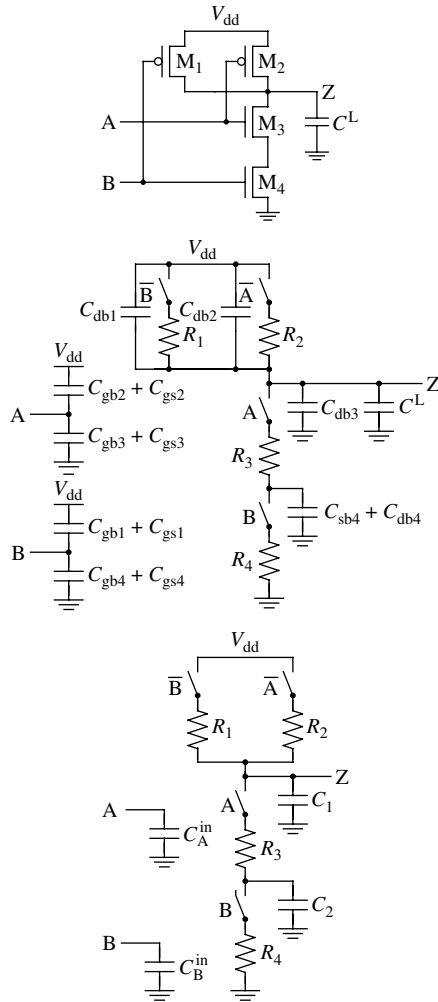 V_dd
M_1
M_2
Z
A
M_3
C^L
B
M_4
V_dd
B̅
A̅
C_db1
C_db2
R_1
R_2
V_dd
Z
C_gb2 + C_gs2
A
C_db3
C^L
A
C_gb3 + C_gs3
R_3
V_dd
C_gb1 + C_gs1
B
C_sb4 + C_db4
B
C_gb4 + C_gs4
R_4
V_dd
B̅
A̅
R_1
R_2
Z
A
A
C_1
C_A^in
R_3
B
C_2
B
R_4
C_B^in